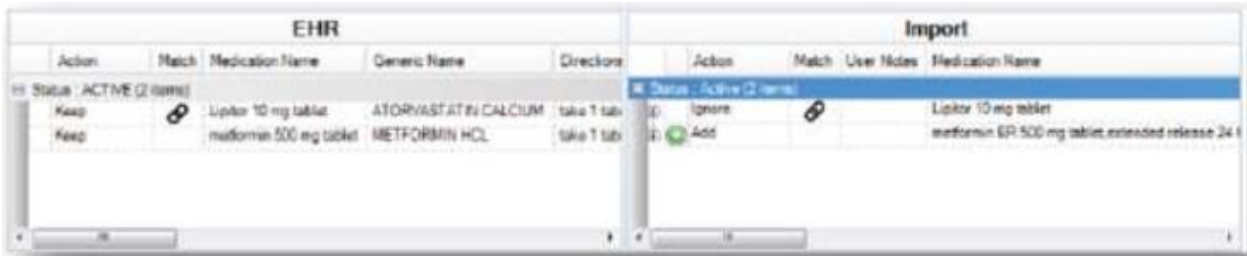 EHR
Action Match Medication Name Generic Name Directions
Status : ACTIVE (2 items)
Keep Lipitor 10 mg tablet ATORVASTATIN CALCIUM take 1 tab
Keep metformin 500 mg tablet METFORMIN HCL take 1 tab
Import
Action Match User Notes Medication Name
Status : Active (2 items)
Ignore Lipitor 10 mg tablet
Add metformin ER 500 mg tablet,extended release 24